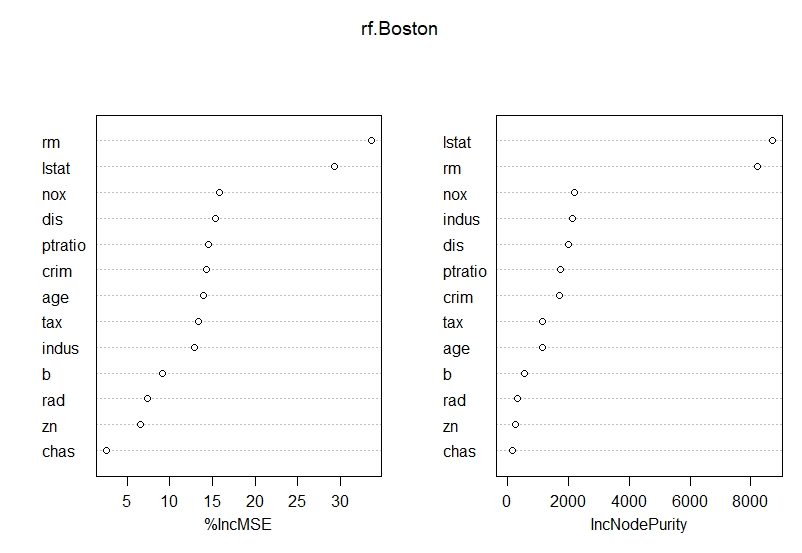 rf.Boston
rm
lstat
nox
dis
ptratio
crim
age
tax
indus
b
rad
zn
chas
5 10 15 20 25 30
%IncMSE
lstat
rm
nox
indus
dis
ptratio
crim
tax
age
b
rad
zn
chas
0 2000 4000 6000 8000
IncNodePurity